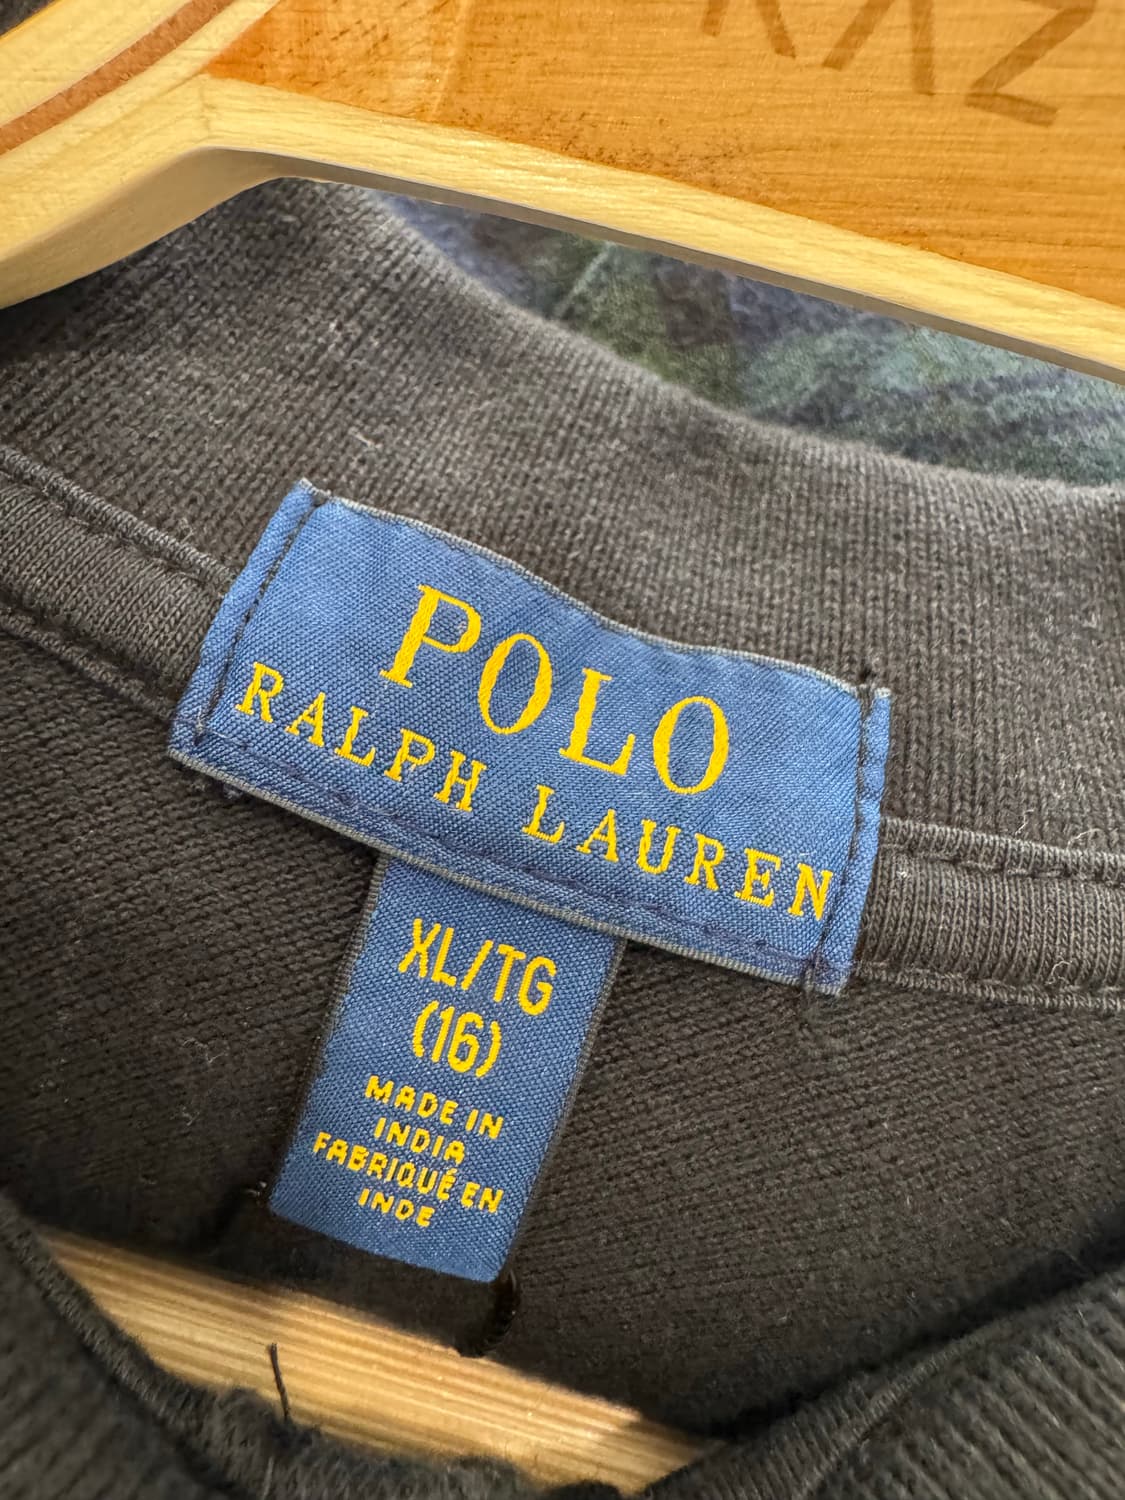 POLO
RALPH LAUREN
XL/TG
(16)
MADE IN
INDIA
FABRIQUÉ EN
INDE